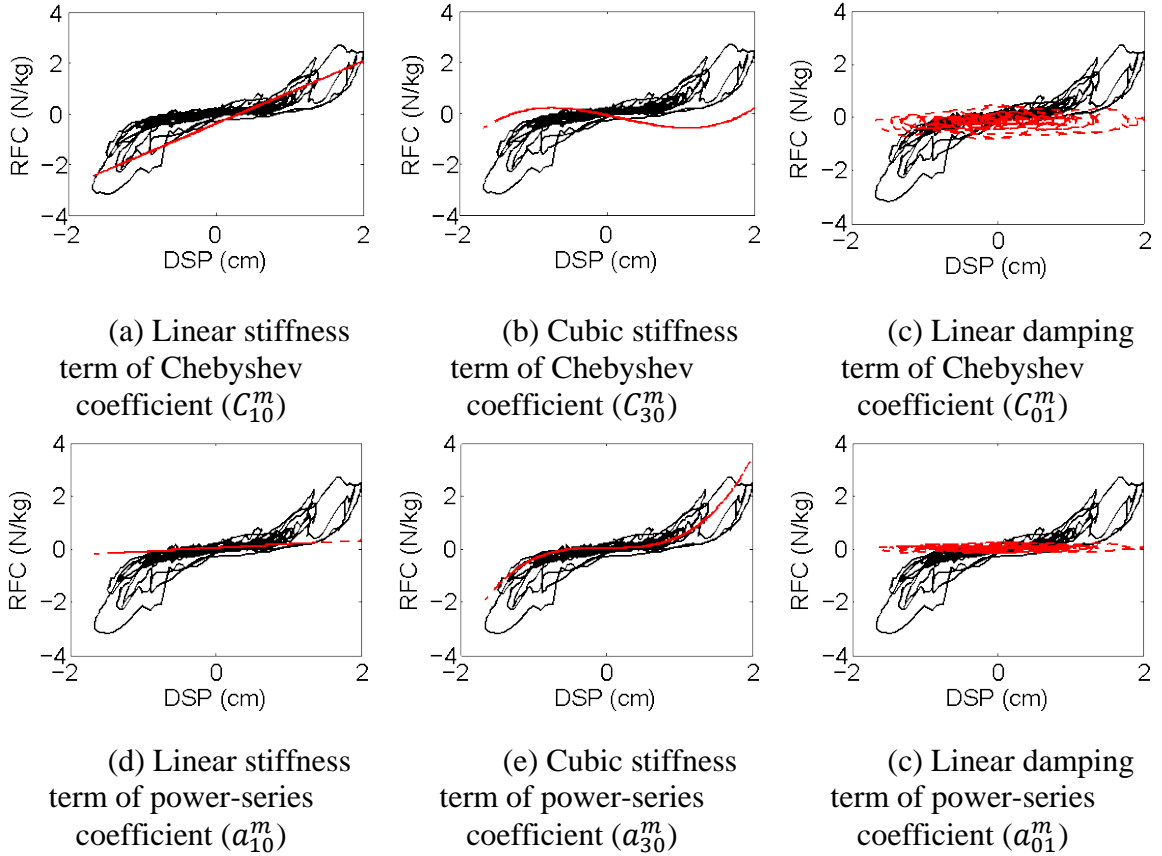 4
2
0
−2
−4
−2
0
2
RFC (N/kg)
DSP (cm)
4
2
0
−2
−4
−2
0
2
RFC (N/kg)
DSP (cm)
4
2
0
−2
−4
−2
0
2
RFC (N/kg)
DSP (cm)
(a) Linear stiffness
term of Chebyshev
coefficient (C₁₀ᵐ)
(b) Cubic stiffness
term of Chebyshev
coefficient (C₃₀ᵐ)
(c) Linear damping
term of Chebyshev
coefficient (C₀₁ᵐ)
4
2
0
−2
−4
−2
0
2
RFC (N/kg)
DSP (cm)
4
2
0
−2
−4
−2
0
2
RFC (N/kg)
DSP (cm)
4
2
0
−2
−4
−2
0
2
RFC (N/kg)
DSP (cm)
(d) Linear stiffness
term of power-series
coefficient (a₁₀ᵐ)
(e) Cubic stiffness
term of power-series
coefficient (a₃₀ᵐ)
(c) Linear damping
term of power-series
coefficient (a₀₁ᵐ)